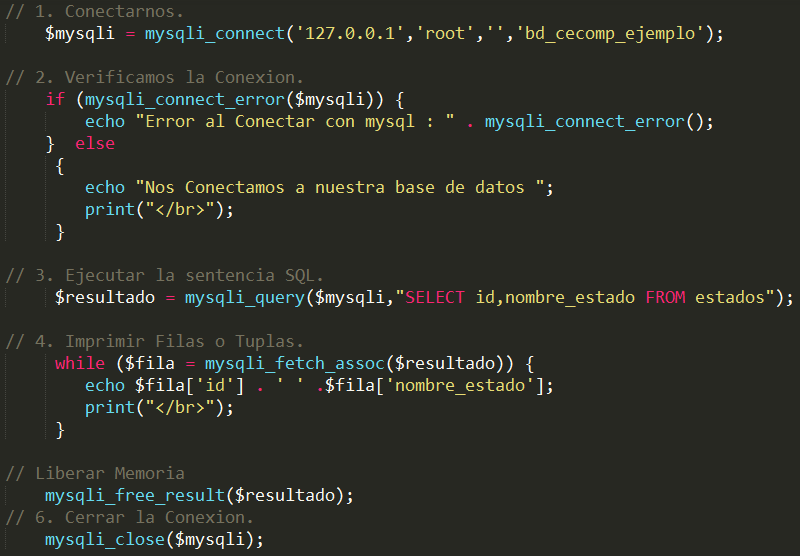 // 1. Conectarnos.
$mysqli = mysqli_connect('127.0.0.1','root','','bd_cecomp_ejemplo');
// 2. Verificamos la Conexion.
if (mysqli_connect_error($mysqli)) {
echo "Error al Conectar con mysql : " . mysqli_connect_error();
} else
{
echo "Nos Conectamos a nuestra base de datos ";
print("</br>");
}
// 3. Ejecutar la sentencia SQL.
$resultado = mysqli_query($mysqli,"SELECT id,nombre_estado FROM estados");
// 4. Imprimir Filas o Tuplas.
while ($fila = mysqli_fetch_assoc($resultado)) {
echo $fila['id'] . ' ' .$fila['nombre_estado'];
print("</br>");
}
// Liberar Memoria
mysqli_free_result($resultado);
// 6. Cerrar la Conexion.
mysqli_close($mysqli);